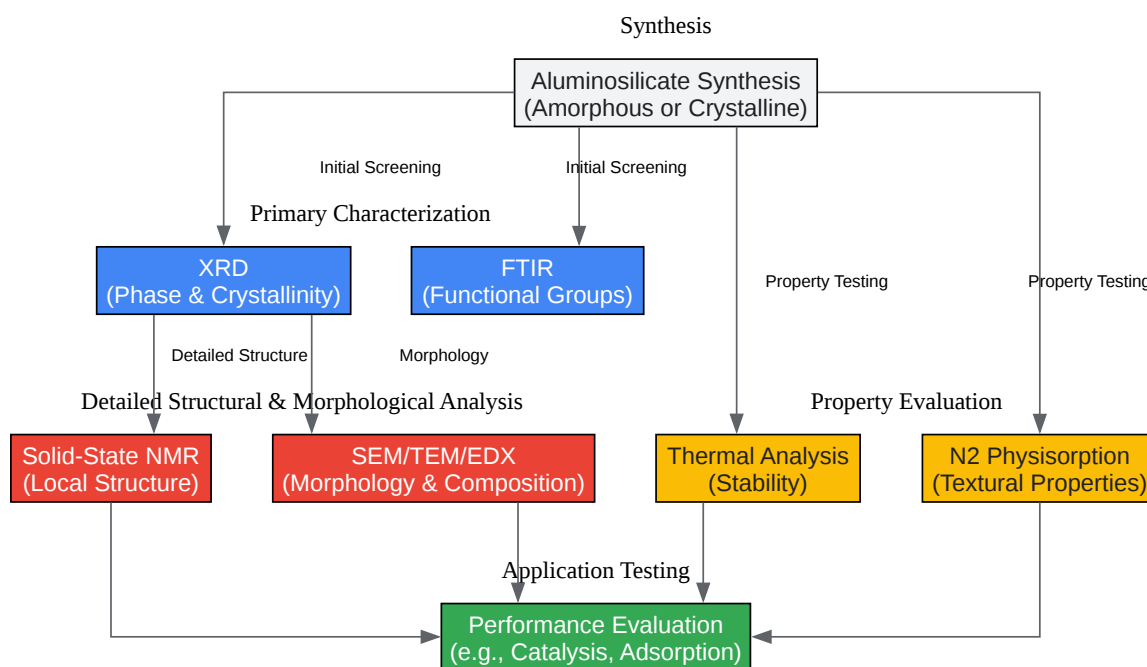 Synthesis
Aluminosilicate Synthesis
(Amorphous or Crystalline)
Initial Screening
Initial Screening
Primary Characterization
XRD
(Phase & Crystallinity)
FTIR
(Functional Groups)
Property Testing
Property Testing
Detailed Structure
Morphology
Detailed Structural & Morphological Analysis
Property Evaluation
Solid-State NMR
(Local Structure)
SEM/TEM/EDX
(Morphology & Composition)
Thermal Analysis
(Stability)
N2 Physisorption
(Textural Properties)
Application Testing
Performance Evaluation
(e.g., Catalysis, Adsorption)